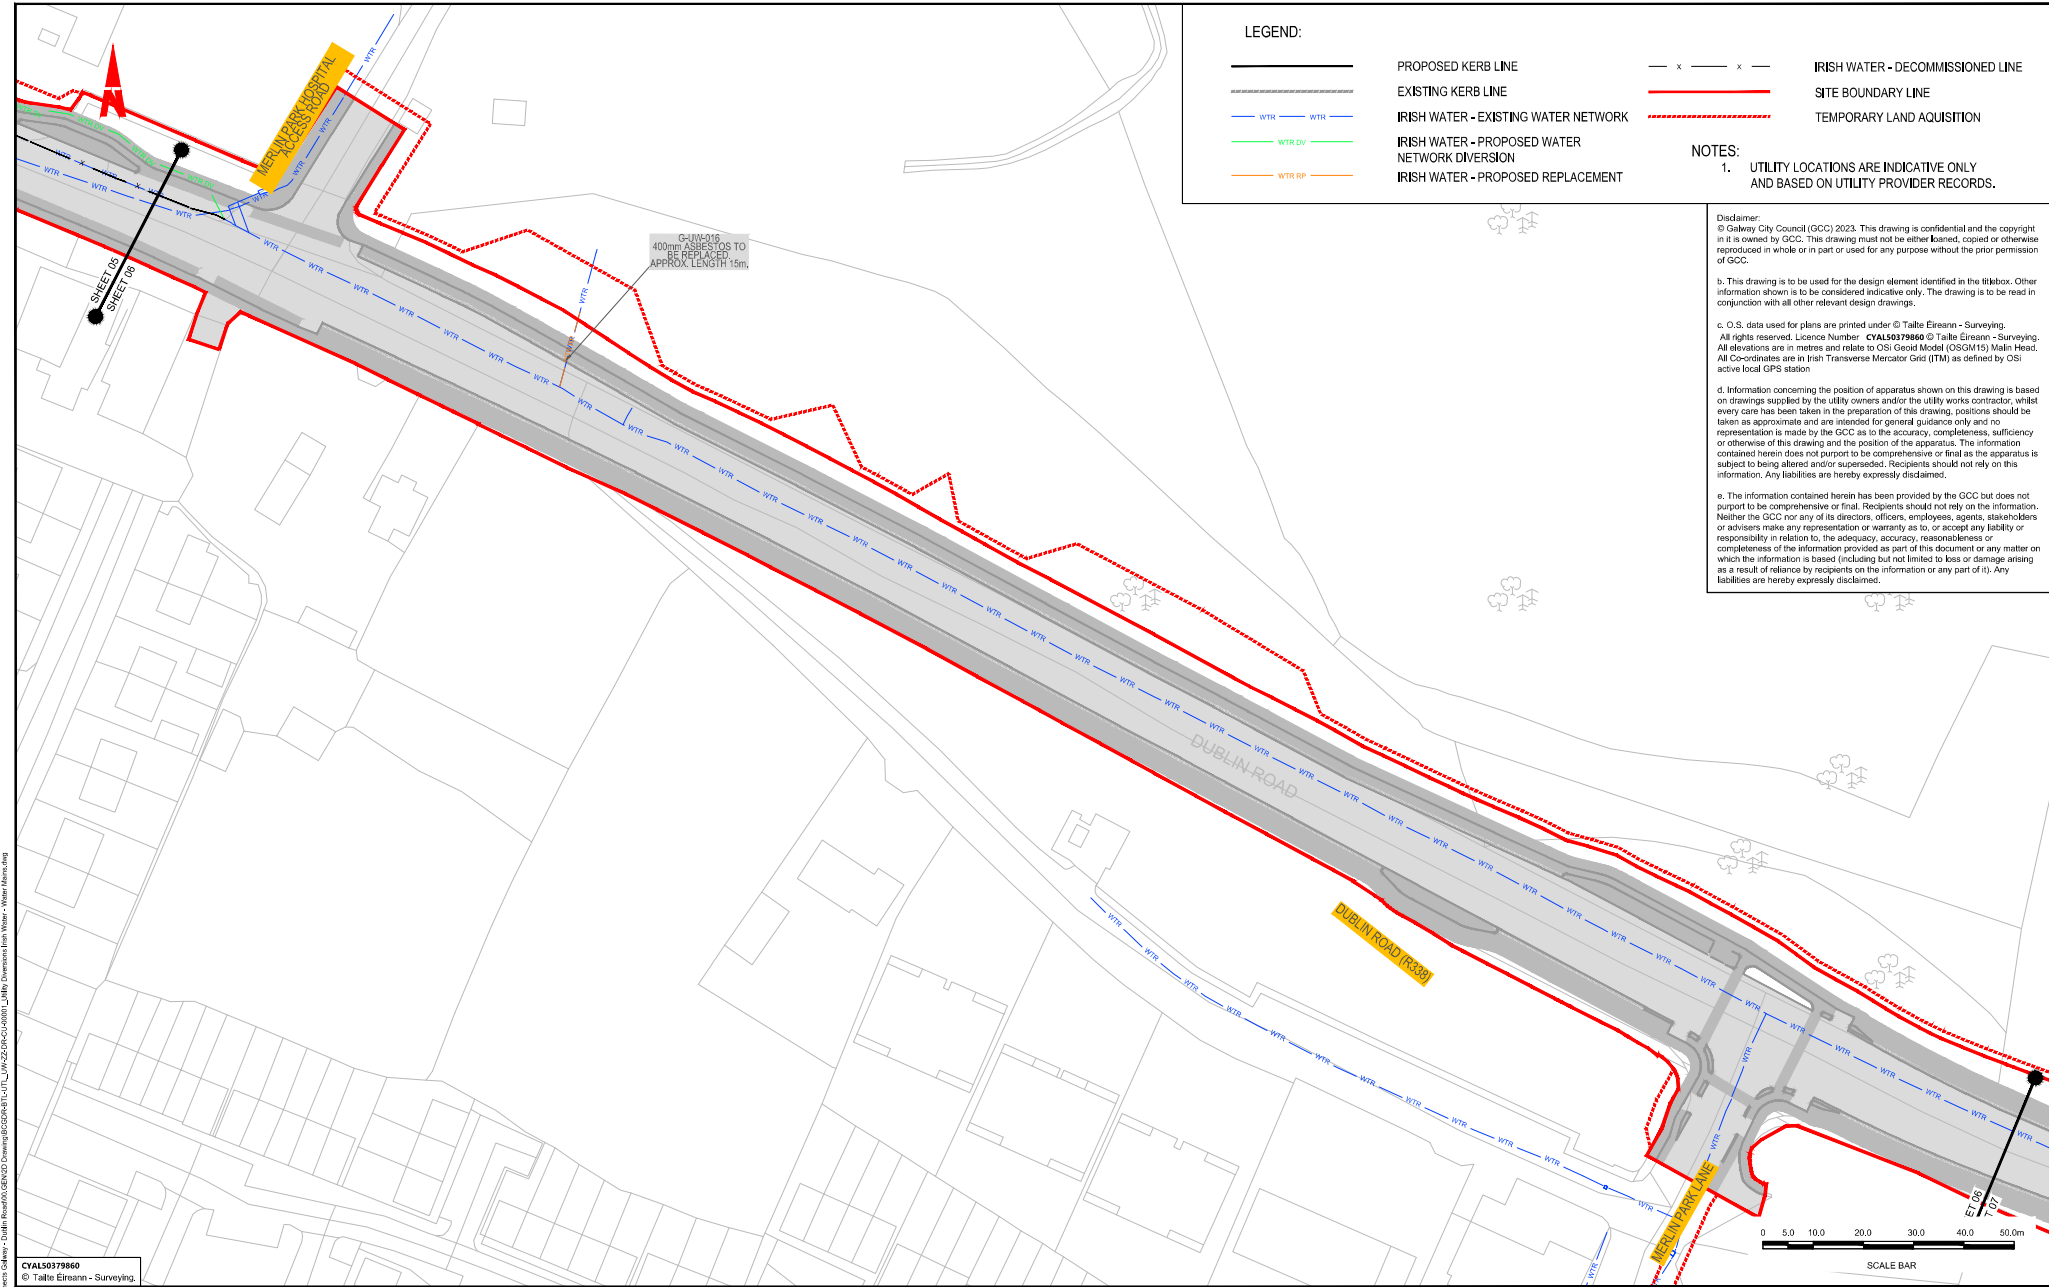 LEGEND:
PROPOSED KERB LINE
EXISTING KERB LINE
WTR WTR IRISH WATER - EXISTING WATER NETWORK
WTR DV IRISH WATER - PROPOSED WATER
NETWORK DIVERSION
WTR RP IRISH WATER - PROPOSED REPLACEMENT
x x IRISH WATER - DECOMMISSIONED LINE
SITE BOUNDARY LINE
TEMPORARY LAND AQUISITION
NOTES:
1. UTILITY LOCATIONS ARE INDICATIVE ONLY
AND BASED ON UTILITY PROVIDER RECORDS.
Disclaimer:
© Galway City Council (GCC) 2023. This drawing is confidential and the copyright
in it is owned by GCC. This drawing must not be either loaned, copied or otherwise
reproduced in whole or in part or used for any purpose without the prior permission
of GCC.
b. This drawing is to be used for the design element identified in the titlebox. Other
information shown is to be considered indicative only. The drawing is to be read in
conjunction with all other relevant design drawings.
c. O.S. data used for plans are printed under © Tailte Éireann - Surveying.
All rights reserved. Licence Number CYAL50379860 © Tailte Éireann - Surveying.
All elevations are in metres and relate to OSi Geoid Model (OSGM15) Malin Head.
All Co-ordinates are in Irish Transverse Mercator Grid (ITM) as defined by OSi
active local GPS station
d. Information concerning the position of apparatus shown on this drawing is based
on drawings supplied by the utility owners and/or the utility works contractor, whilst
every care has been taken in the preparation of this drawing, positions should be
taken as approximate and are intended for general guidance only and no
representation is made by the GCC as to the accuracy, completeness, sufficiency
or otherwise of this drawing and the position of the apparatus. The information
contained herein does not purport to be comprehensive or final as the apparatus is
subject to being altered and/or superseded. Recipients should not rely on this
information. Any liabilities are hereby expressly disclaimed.
e. The information contained herein has been provided by the GCC but does not
purport to be comprehensive or final. Recipients should not rely on the information.
Neither the GCC nor any of its directors, officers, employees, agents, stakeholders
or advisers make any representation or warranty as to, or accept any liability or
responsibility in relation to, the adequacy, accuracy, reasonableness or
completeness of the information provided as part of this document or any matter on
which the information is based (including but not limited to loss or damage arising
as a result of reliance by recipients on the information or any part of it). Any
liabilities are hereby expressly disclaimed.
N
MERLIN PARK HOSPITAL
ACCESS ROAD
SHEET 05
SHEET 06
G-UW-016
400mm ASBESTOS TO
BE REPLACED.
APPROX. LENGTH 15m.
DUBLIN ROAD
DUBLIN ROAD (R338)
MERLIN PARK LANE
ET 06
T 07
0 5.0 10.0 20.0 30.0 40.0 50.0m
SCALE BAR
CYAL50379860
© Tailte Éireann - Surveying.